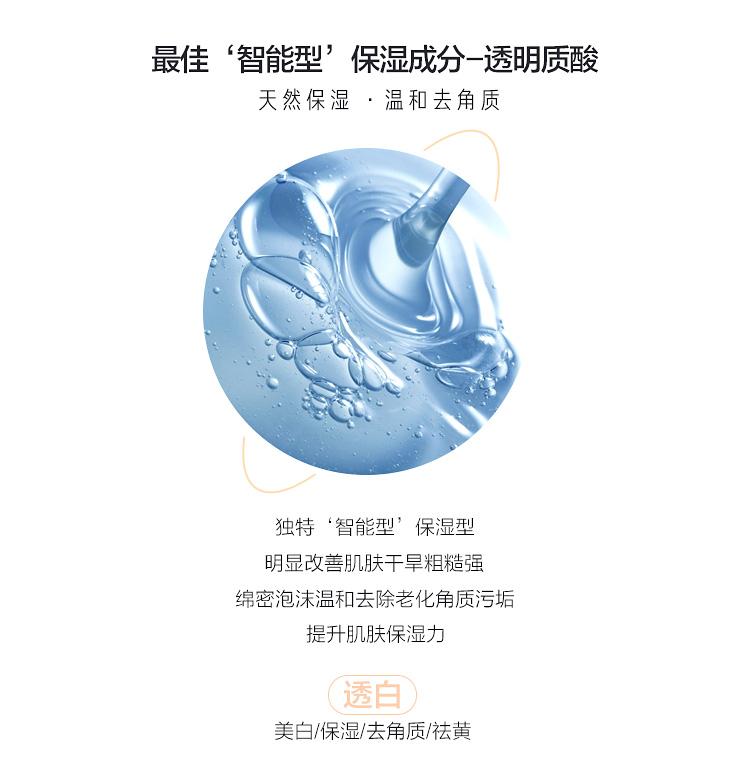 最佳‘智能型’保湿成分-透明质酸
天然保湿 · 温和去角质
独特‘智能型’保湿型
明显改善肌肤干旱粗糙强
绵密泡沫温和去除老化角质污垢
提升肌肤保湿力
透白
美白/保湿/去角质/祛黄